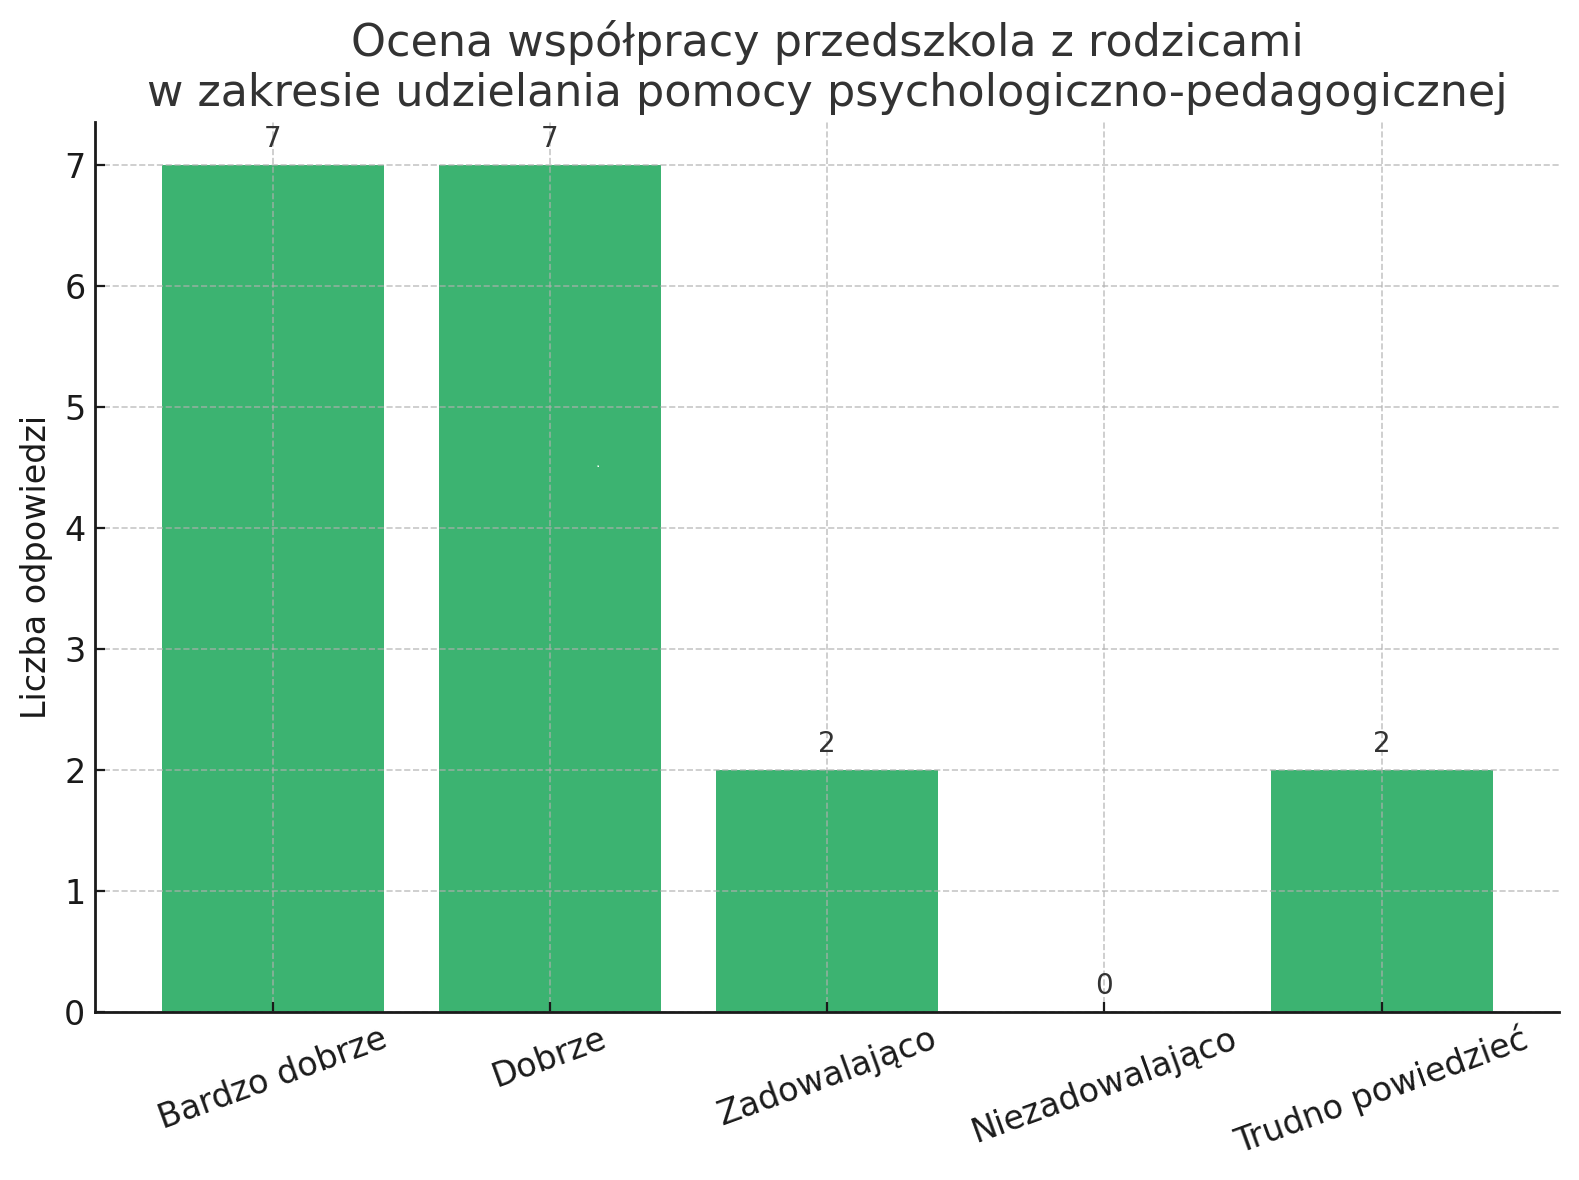 Ocena współpracy przedszkola z rodzicami
w zakresie udzielania pomocy psychologiczno-pedagogicznej
7
7
2
0
2
7
6
5
4
3
2
1
0
Liczba odpowiedzi
Bardzo dobrze
Dobrze
Zadowalająco
Niezadowalająco
Trudno powiedzieć